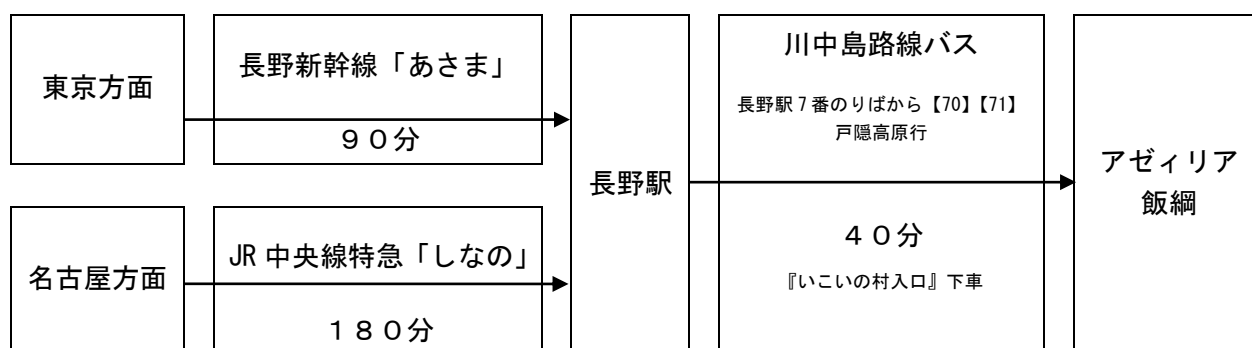 東京方面
長野新幹線「あさま」
９０分
名古屋方面
JR 中央線特急「しなの」
１８０分
長野駅
川中島路線バス
長野駅 7 番のりばから【70】【71】
戸隠高原行
４０分
『いこいの村入口』下車
アゼィリア
飯綱